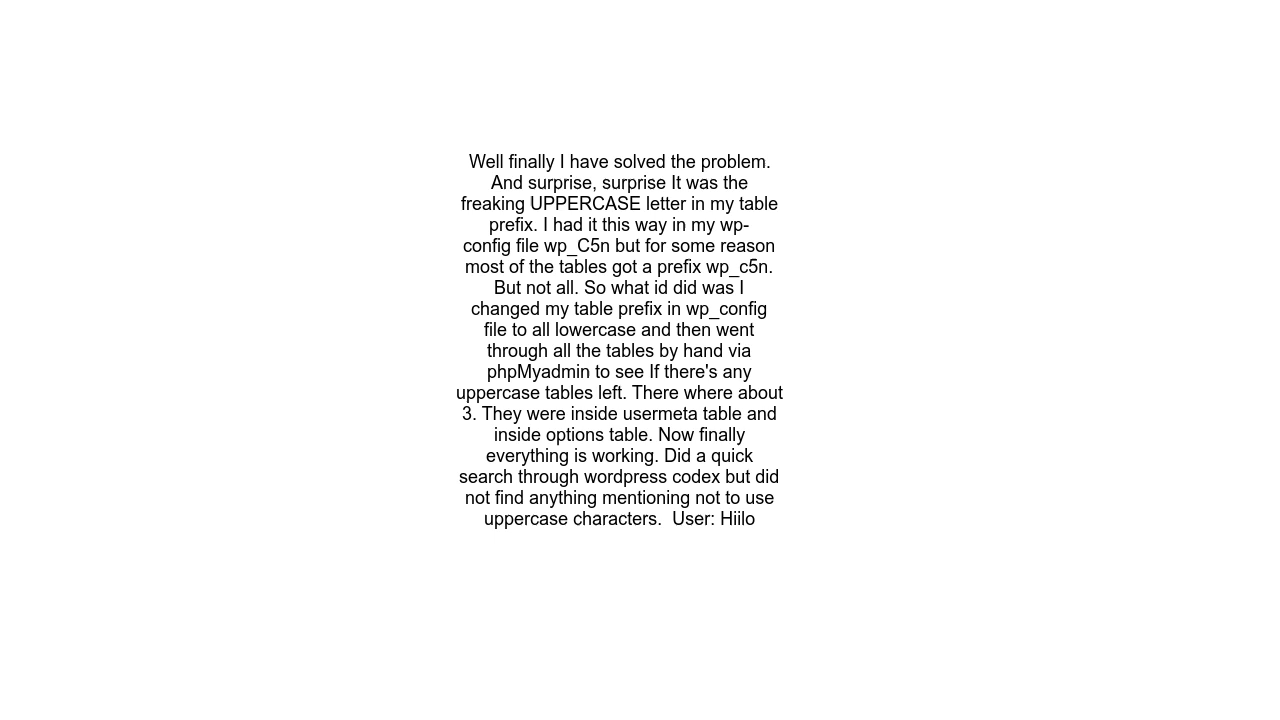 Well finally I have solved the problem.
And surprise, surprise It was the
freaking UPPERCASE letter in my table
prefix. I had it this way in my wp-
config file wp_C5n but for some reason
most of the tables got a prefix wp_c5n.
But not all. So what id did was I
changed my table prefix in wp_config
file to all lowercase and then went
through all the tables by hand via
phpMyadmin to see If there's any
uppercase tables left. There where about
3. They were inside usermeta table and
inside options table. Now finally
everything is working. Did a quick
search through wordpress codex but did
not find anything mentioning not to use
uppercase characters.  User: Hiilo